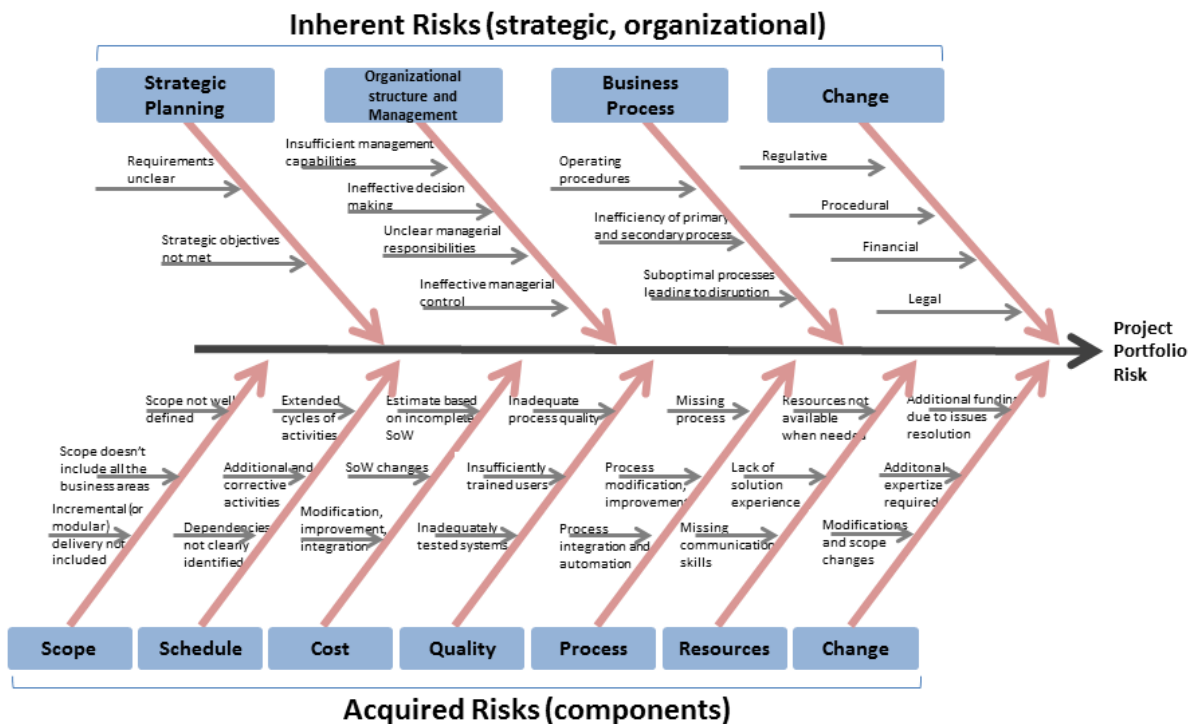 Inherent Risks (strategic, organizational)
Strategic
Planning
Organizational
structure and
Management
Business
Process
Change
Requirements
unclear
Strategic objectives
not met
Insufficient management
capabilities
Ineffective decision
making
Unclear managerial
responsibilities
Ineffective managerial
control
Operating
procedures
Inefficiency of primary
and secondary process
Suboptimal processes
leading to disruption
Regulative
Procedural
Financial
Legal
Project
Portfolio
Risk
Scope not well
defined
Scope doesn't
include all the
business areas
Incremental (or
modular)
delivery not
included
Extended
cycles of
activities
Additional and
corrective
activities
Dependencies
not clearly
identified
Estimate based
on incomplete
SoW
SoW changes
Modification,
improvement,
integration
Inadequate
process quality
Insufficiently
trained users
Inadequately
tested systems
Missing
process
Process
modification,
improvement
Process
integration and
automation
Resources not
available
when needed
Lack of
solution
experience
Missing
communication
skills
Additional funding
due to issues
resolution
Additonal
expertize
required
Modifications
and scope
changes
Scope
Schedule
Cost
Quality
Process
Resources
Change
Acquired Risks (components)